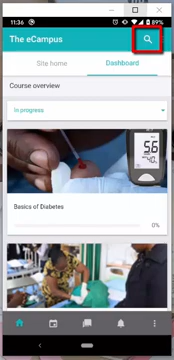 11:36
89%
The eCampus
Site home
Dashboard
Course overview
In progress
56
Basics of Diabetes
0%